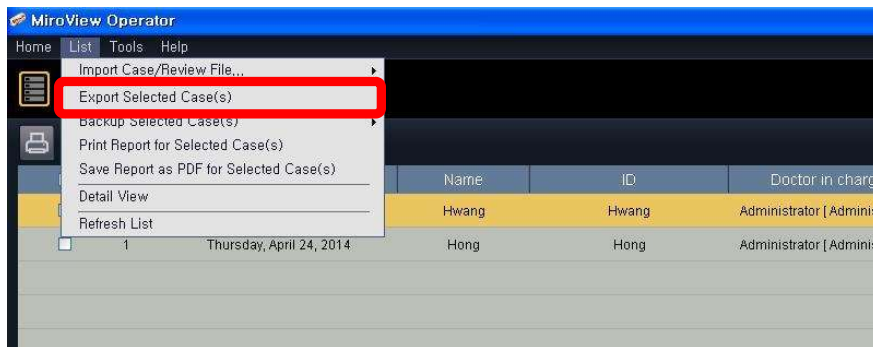 MiroView Operator
Home List Tools Help
Import Case/Review File...
Export Selected Case(s)
Backup Selected Case(s)
Print Report for Selected Case(s)
Save Report as PDF for Selected Case(s)
Detail View
Refresh List
Name ID Doctor in charg
Hwang Hwang Administrator [ Adminis
1 Thursday, April 24, 2014 Hong Hong Administrator [ Adminis